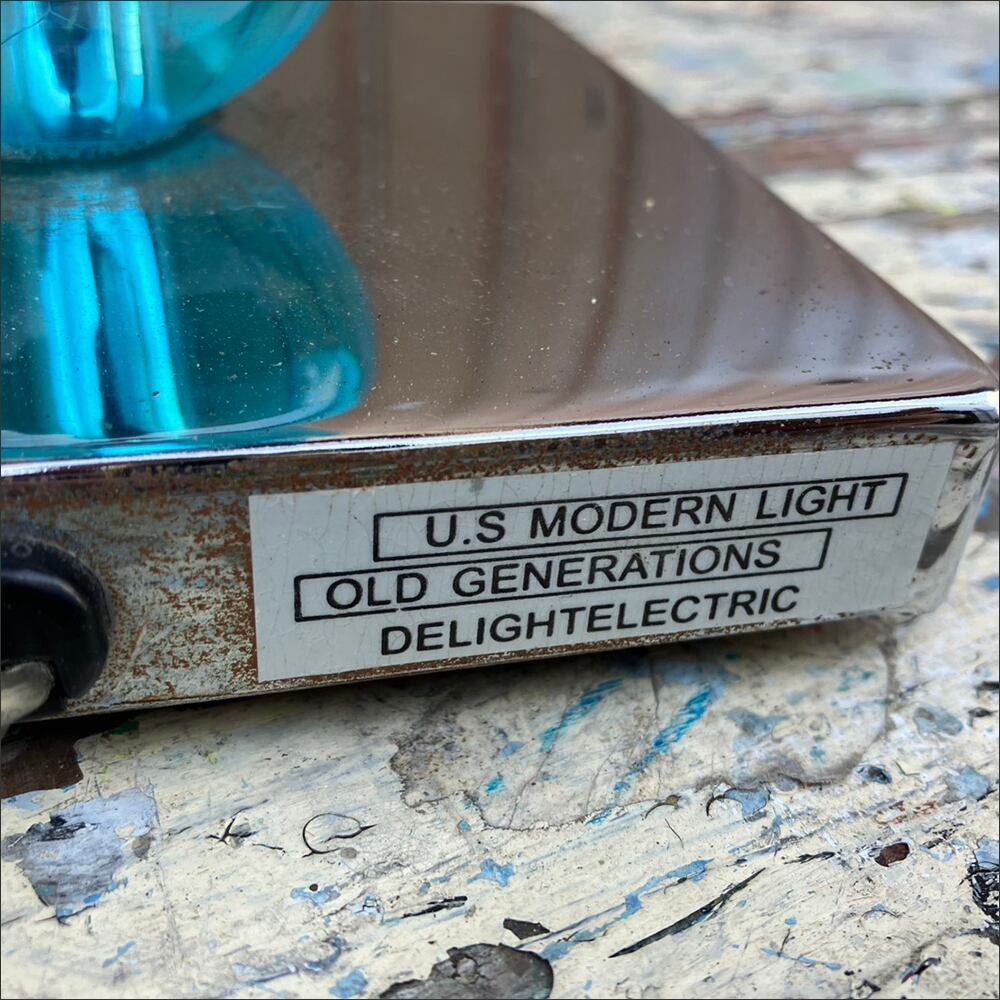 U.S MODERN LIGHT
OLD GENERATIONS
DELIGHTELECTRIC